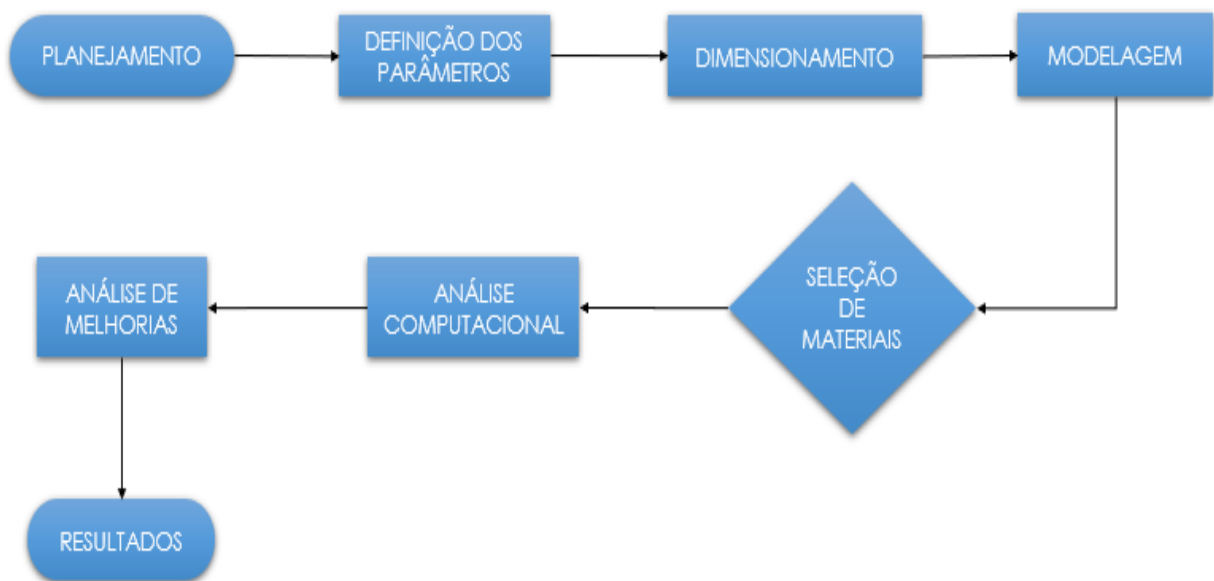 PLANEJAMENTO
DEFINIÇÃO DOS
PARÂMETROS
DIMENSIONAMENTO
MODELAGEM
SELEÇÃO
DE
MATERIAIS
ANÁLISE
COMPUTACIONAL
ANÁLISE DE
MELHORIAS
RESULTADOS